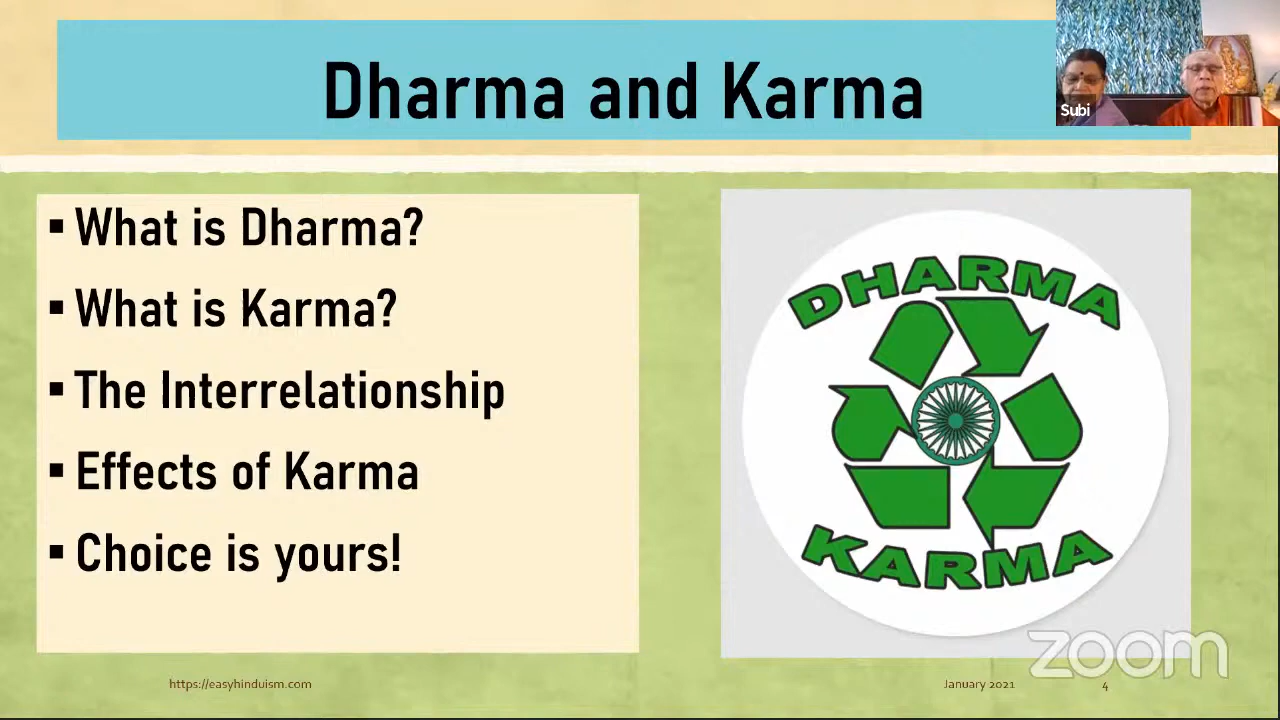 Dharma and Karma
Subi
▪ What is Dharma?
▪ What is Karma?
▪ The Interrelationship
▪ Effects of Karma
▪ Choice is yours!
DHARMA
KARMA
zoom
https://easyhinduism.com
January 2021
4